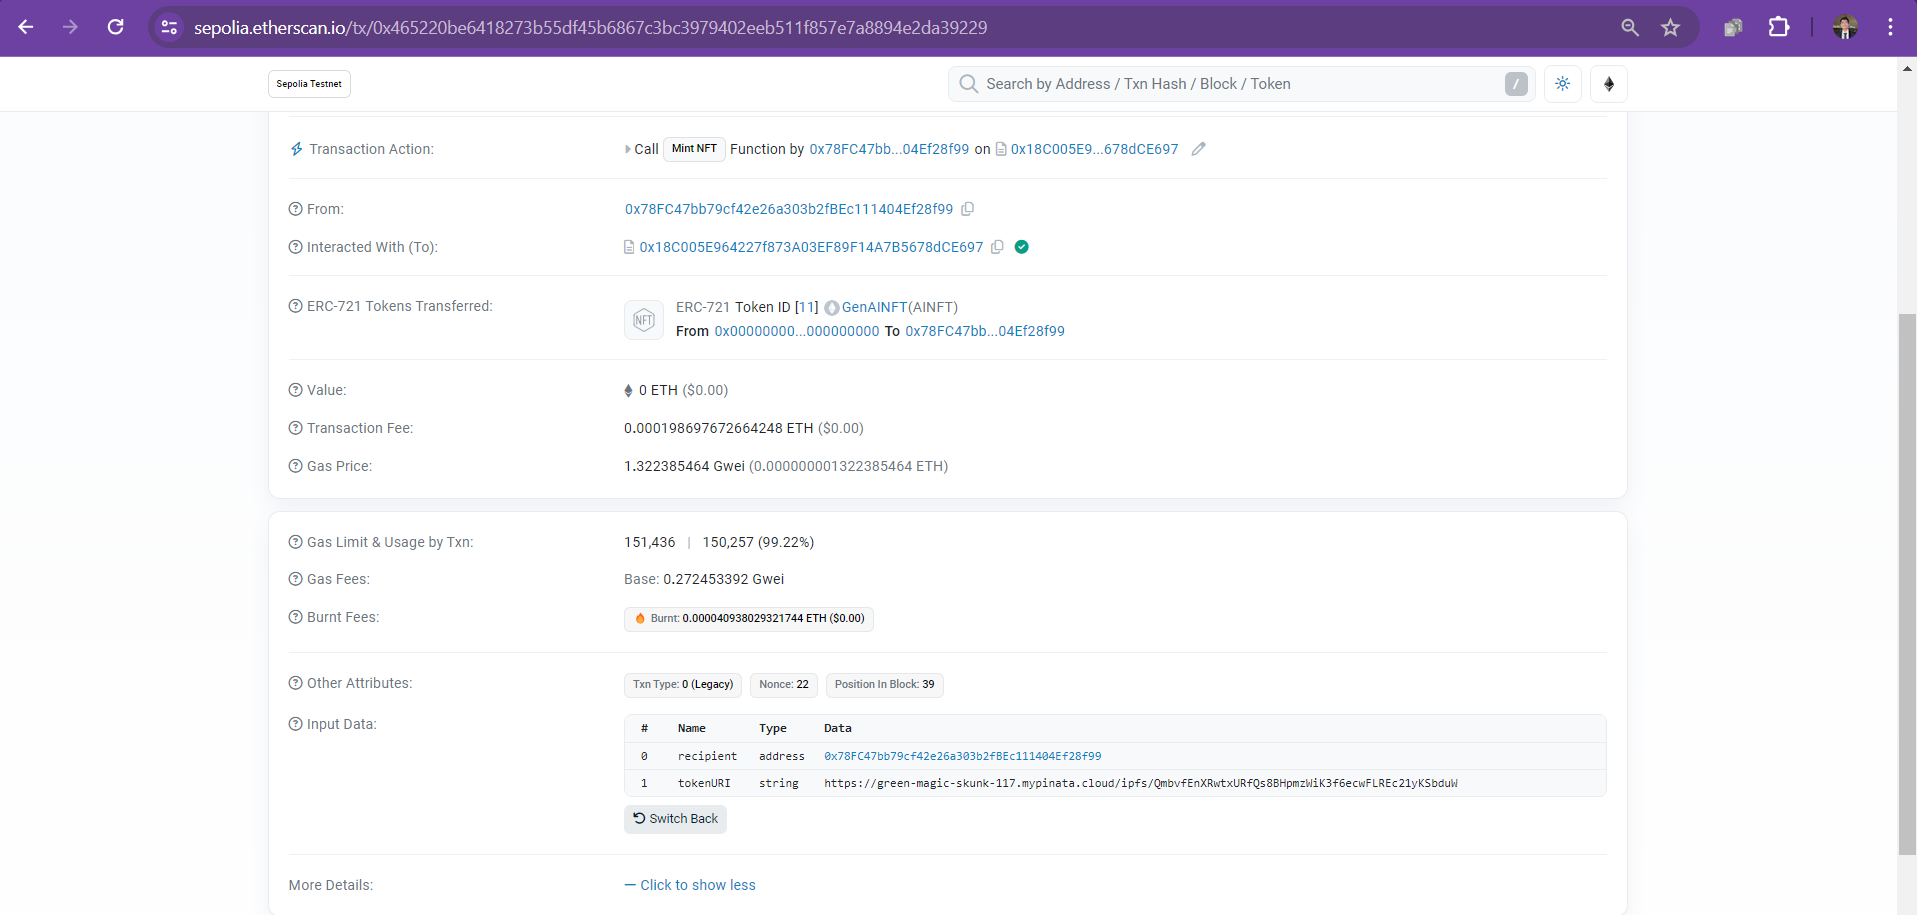 sepolia.etherscan.io/tx/0x465220be6418273b55df45b6867c3bc3979402eeb511f857e7a8894e2da39229
Sepolia Testnet
Search by Address / Txn Hash / Block / Token
/
Transaction Action:
Call Mint NFT Function by 0x78FC47bb...04Ef28f99 on 0x18C005E9...678dCE697
From:
0x78FC47bb79cf42e26a303b2fBEc111404Ef28f99
Interacted With (To):
0x18C005E964227f873A03EF89F14A7B5678dCE697
ERC-721 Tokens Transferred:
NFT
ERC-721 Token ID [11] GenAINFT(AINFT)
From 0x00000000...000000000 To 0x78FC47bb...04Ef28f99
Value:
0 ETH ($0.00)
Transaction Fee:
0.000198697672664248 ETH ($0.00)
Gas Price:
1.322385464 Gwei (0.000000001322385464 ETH)
Gas Limit & Usage by Txn:
151,436 | 150,257 (99.22%)
Gas Fees:
Base: 0.272453392 Gwei
Burnt Fees:
Burnt: 0.000040938029321744 ETH ($0.00)
Other Attributes:
Txn Type: 0 (Legacy) Nonce: 22 Position In Block: 39
Input Data:
# Name Type Data
0 recipient address 0x78FC47bb79cf42e26a303b2fBEc111404Ef28f99
1 tokenURI string https://green-magic-skunk-117.mypinata.cloud/ipfs/QmbvfEnXRwtxURfQs8BHpmzWiK3f6ecwFLREc21yKSbduW
Switch Back
More Details:
Click to show less